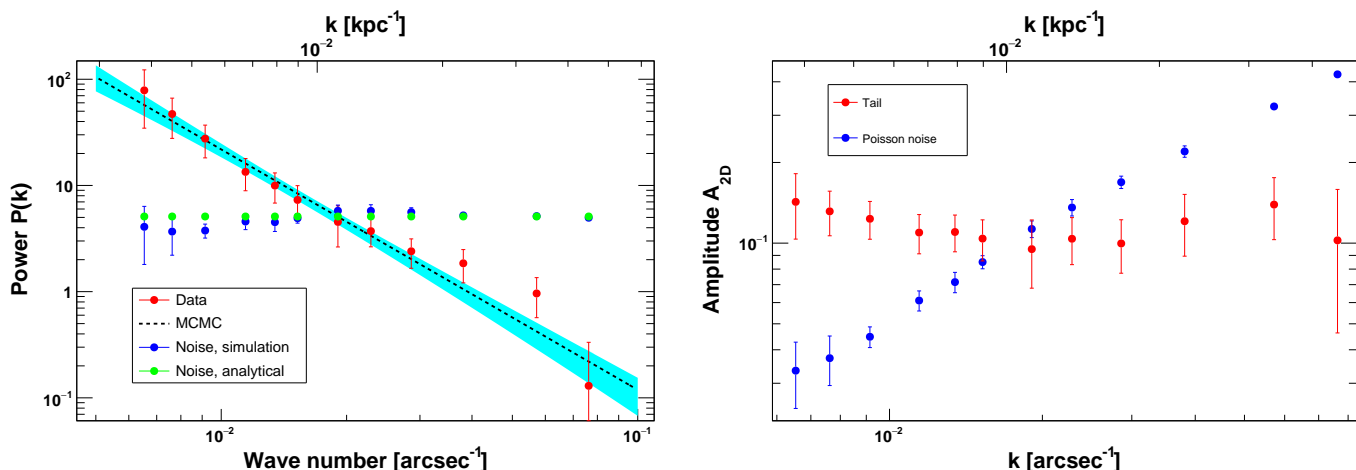 k [kpc⁻¹]
10⁻²
10²
10
1
10⁻¹
Power P(k)
Data
MCMC
Noise, simulation
Noise, analytical
10⁻²
10⁻¹
Wave number [arcsec⁻¹]
k [kpc⁻¹]
10⁻²
Tail
Poisson noise
10⁻¹
Amplitude A₂D
10⁻²
k [arcsec⁻¹]